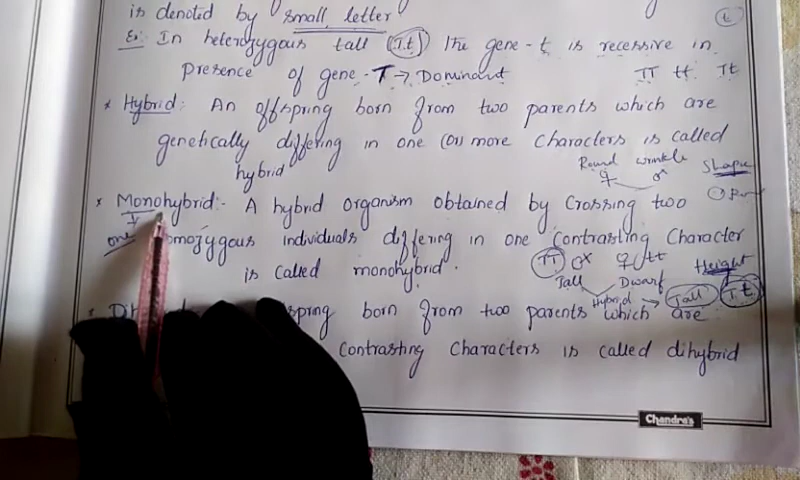 is denoted by small letter
(t)
Ex: In heterozygous tall (T.t) The gene - t is recessive in
presence of gene - T → Dominant TT tt Tt
* Hybrid: An offspring born from two parents which are
genetically differing in one (or) more characters is called
hybrid
Round wrinkle Shape
♀ ♂
* Monohybrid:- A hybrid organism obtained by crossing two
one mozygous individuals differing in one contrasting character
is called monohybrid.
TT ♂ x ♀ tt Height
Tall Dwarf
Hybrid → Tall T.t
spring born from two parents which are
contrasting characters is called dihybrid
Chandra's